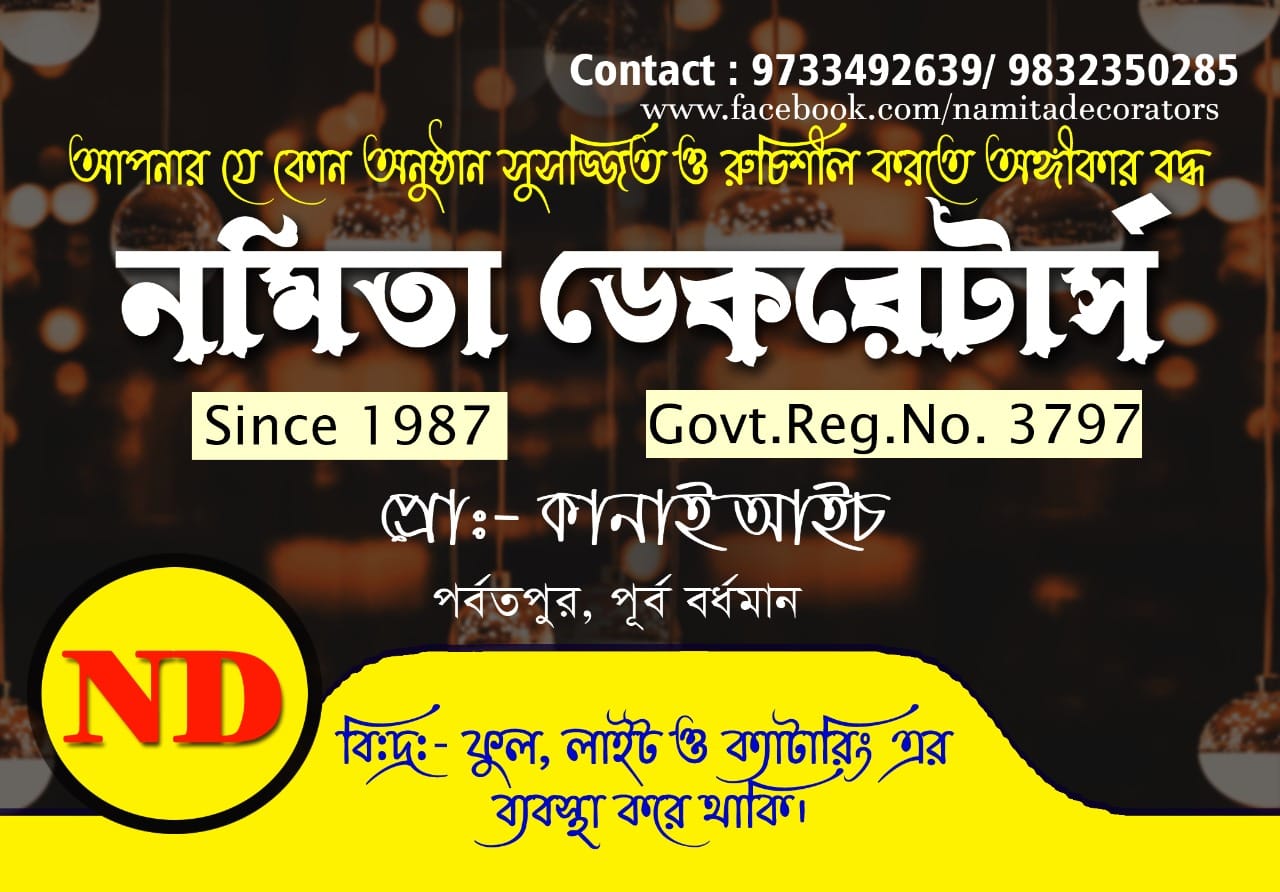 Contact : 9733492639/ 9832350285
www.facebook.com/namitadecorators
আপনার যে কোন অনুষ্ঠান সুসজ্জিত ও রুচিশীল করতে অঙ্গীকার বদ্ধ
নমিতা ডেকরেটার্স
Since 1987
Govt.Reg.No. 3797
প্রোঃ- কানাই আইচ
পর্বতপুর, পূর্ব বর্ধমান
ND
বিঃদ্রঃ- ফুল, লাইট ও ক্যাটারিং এর
ব্যবস্থা করে থাকি।